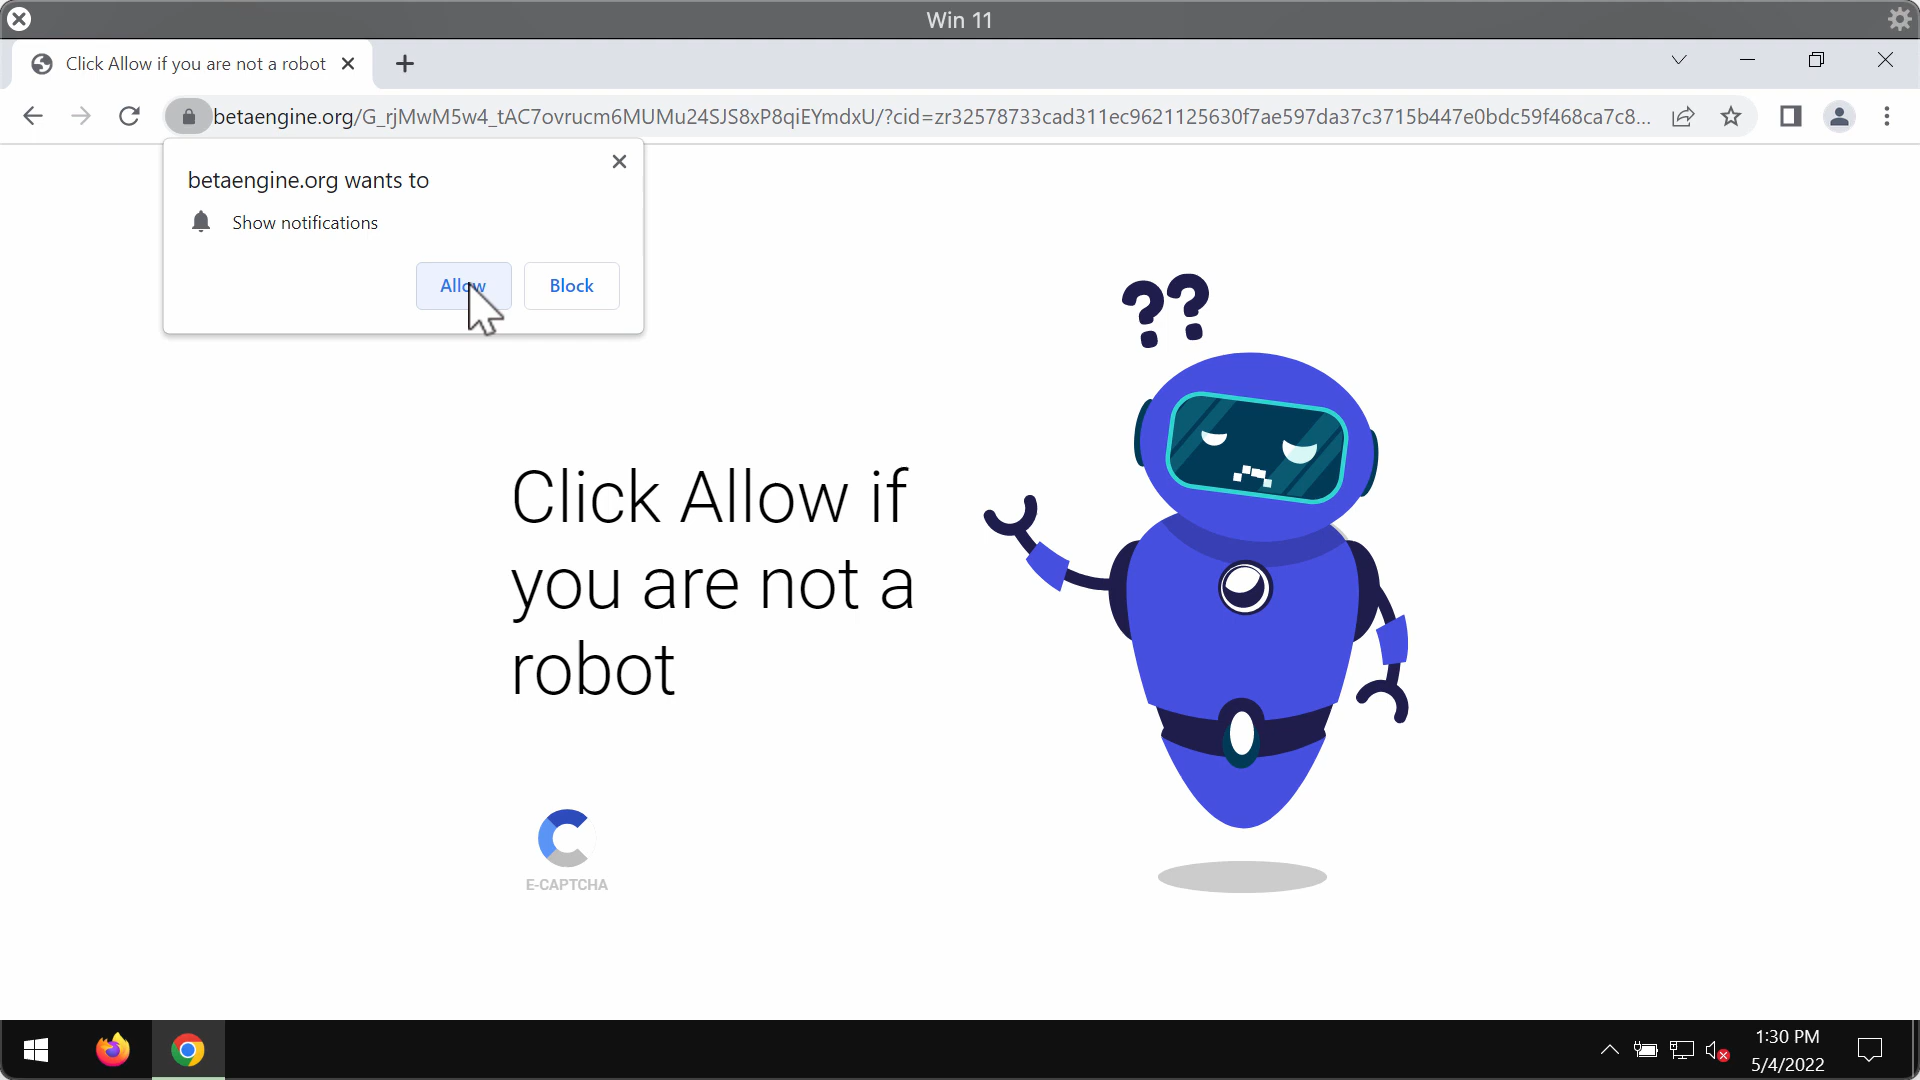 Win 11
Click Allow if you are not a robot
betaengine.org/G_rjMwM5w4_tAC7ovrucm6MUMu24SJS8xP8qiEYmdxU/?cid=zr32578733cad311ec9621125630f7ae597da37c3715b447e0bdc59f468ca7c8...
betaengine.org wants to
Show notifications
Allow Block
??
Click Allow if
you are not a
robot
E-CAPTCHA
1:30 PM
5/4/2022